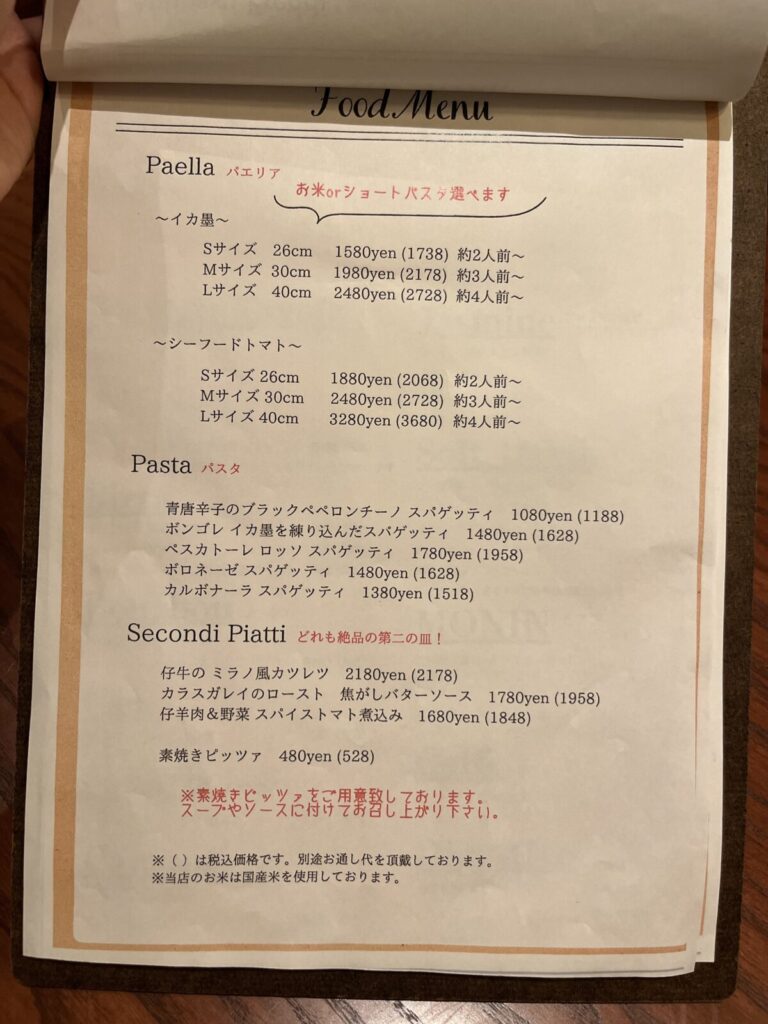 Food Menu
Paella パエリア
お米orショートパスタ選べます
～イカ墨～
Sサイズ 26cm 1580yen (1738) 約2人前～
Mサイズ 30cm 1980yen (2178) 約3人前～
Lサイズ 40cm 2480yen (2728) 約4人前～
～シーフードトマト～
Sサイズ 26cm 1880yen (2068) 約2人前～
Mサイズ 30cm 2480yen (2728) 約3人前～
Lサイズ 40cm 3280yen (3680) 約4人前～
Pasta パスタ
青唐辛子のブラックペペロンチーノ スパゲッティ 1080yen (1188)
ボンゴレ イカ墨を練り込んだスパゲッティ 1480yen (1628)
ペスカトーレ ロッソ スパゲッティ 1780yen (1958)
ボロネーゼ スパゲッティ 1480yen (1628)
カルボナーラ スパゲッティ 1380yen (1518)
Secondi Piatti どれも絶品の第二の皿！
仔牛の ミラノ風カツレツ 2180yen (2178)
カラスガレイのロースト 焦がしバターソース 1780yen (1958)
仔羊肉＆野菜 スパイストマト煮込み 1680yen (1848)
素焼きピッツァ 480yen (528)
※素焼きピッツァをご用意致しております。
スープやソースに付けてお召し上がり下さい。
※（ ）は税込価格です。別途お通し代を頂戴しております。
※当店のお米は国産米を使用しております。